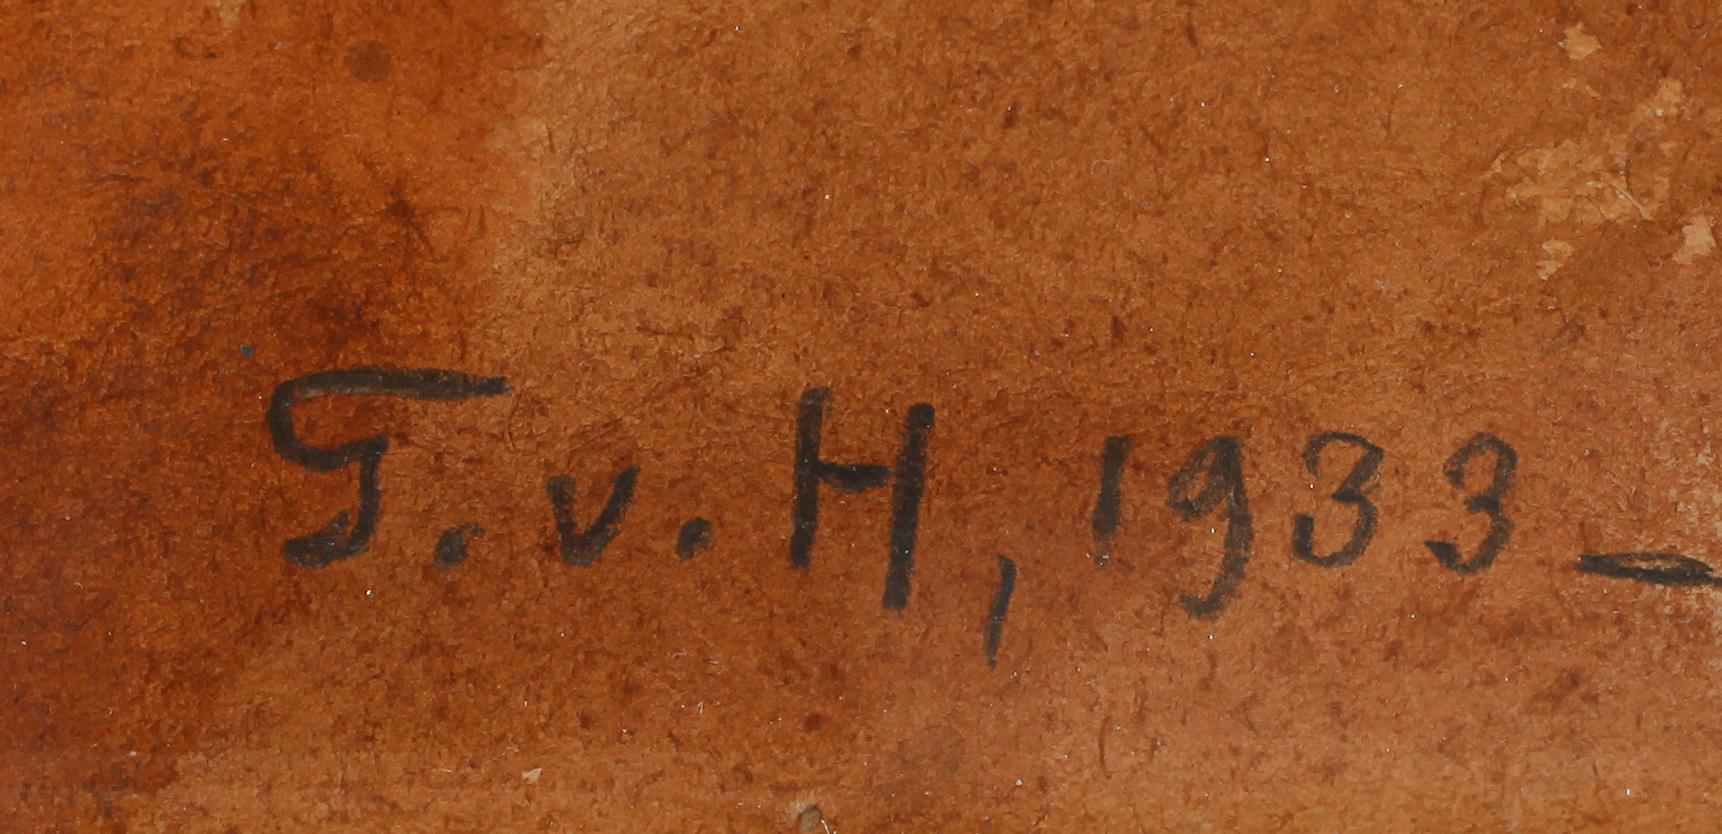 G. v. H, 1933